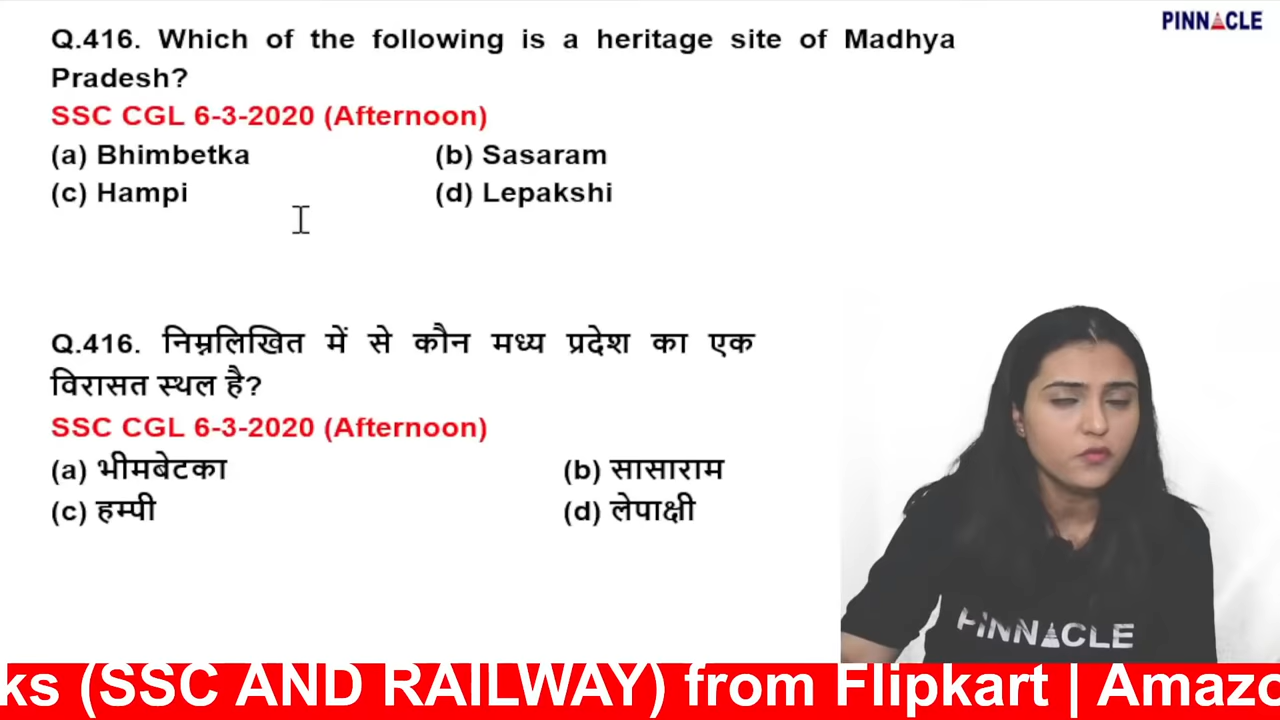 PINNACLE
Q.416. Which of the following is a heritage site of Madhya
Pradesh?
SSC CGL 6-3-2020 (Afternoon)
(a) Bhimbetka (b) Sasaram
(c) Hampi (d) Lepakshi
Q.416. निम्नलिखित में से कौन मध्य प्रदेश का एक
विरासत स्थल है?
SSC CGL 6-3-2020 (Afternoon)
(a) भीमबेटका (b) सासाराम
(c) हम्पी (d) लेपाक्षी
PINNACLE
ks (SSC AND RAILWAY) from Flipkart | Amazo